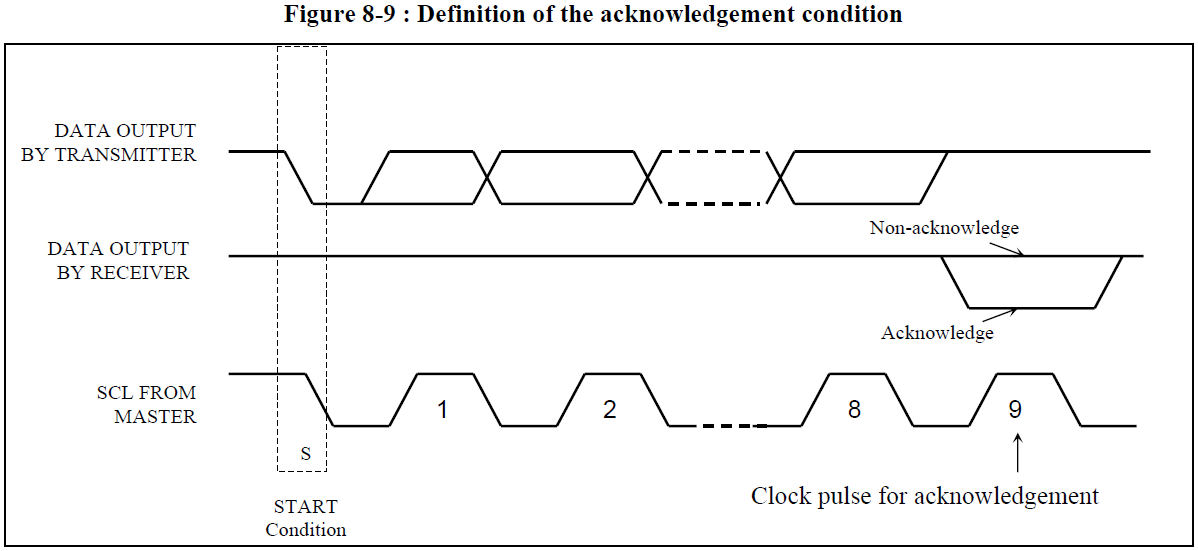 Figure 8-9 : Definition of the acknowledgement condition
DATA OUTPUT
BY TRANSMITTER
Non-acknowledge
DATA OUTPUT
BY RECEIVER
Acknowledge
SCL FROM
MASTER
1
2
8
9
S
START
Condition
Clock pulse for acknowledgement